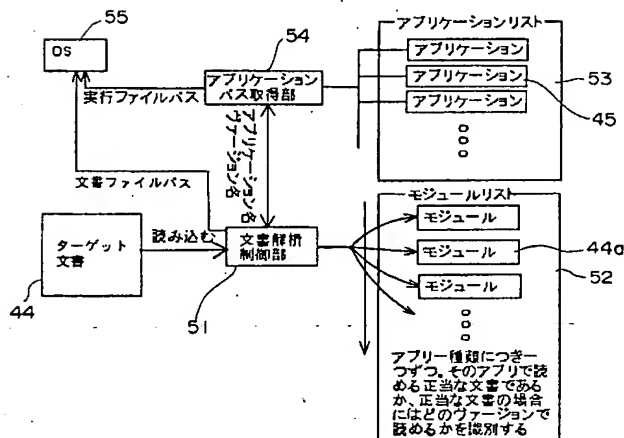 55
OS
54
アプリケーション
パス取得部
実行ファイルパス
アプリケーションリスト
アプリケーション
アプリケーション
アプリケーション
53
45
アプリケーション名
ヴァージョン名
文書ファイルパス
ターゲット
文書
44
読み込む
文書解析
制御部
51
モジュールリスト
モジュール
モジュール
モジュール
44a
52
アプリ一種類につき一
つずつ。そのアプリで読
める正当な文書である
か、正当な文書の場合
にはどのヴァージョンで
読めるかを識別する